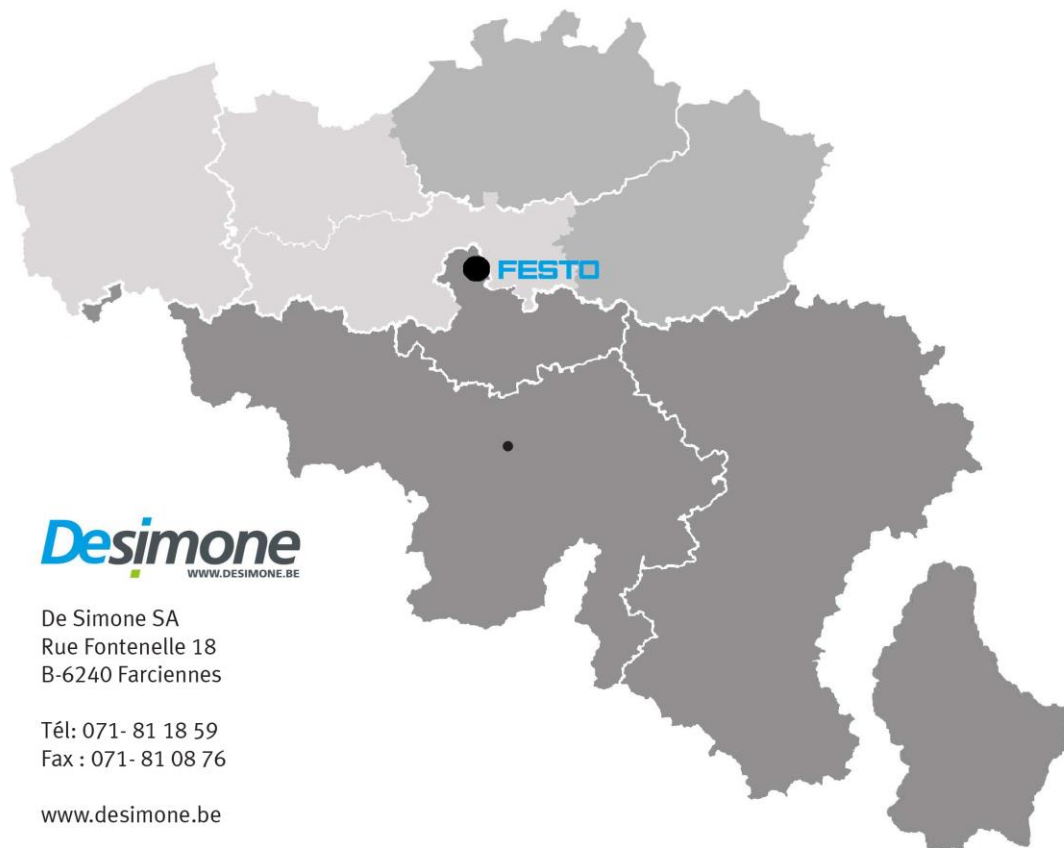 FESTO
Desimone
WWW.DESIMONE.BE
De Simone SA
Rue Fontenelle 18
B-6240 Farciennes
Tél: 071- 81 18 59
Fax : 071- 81 08 76
www.desimone.be